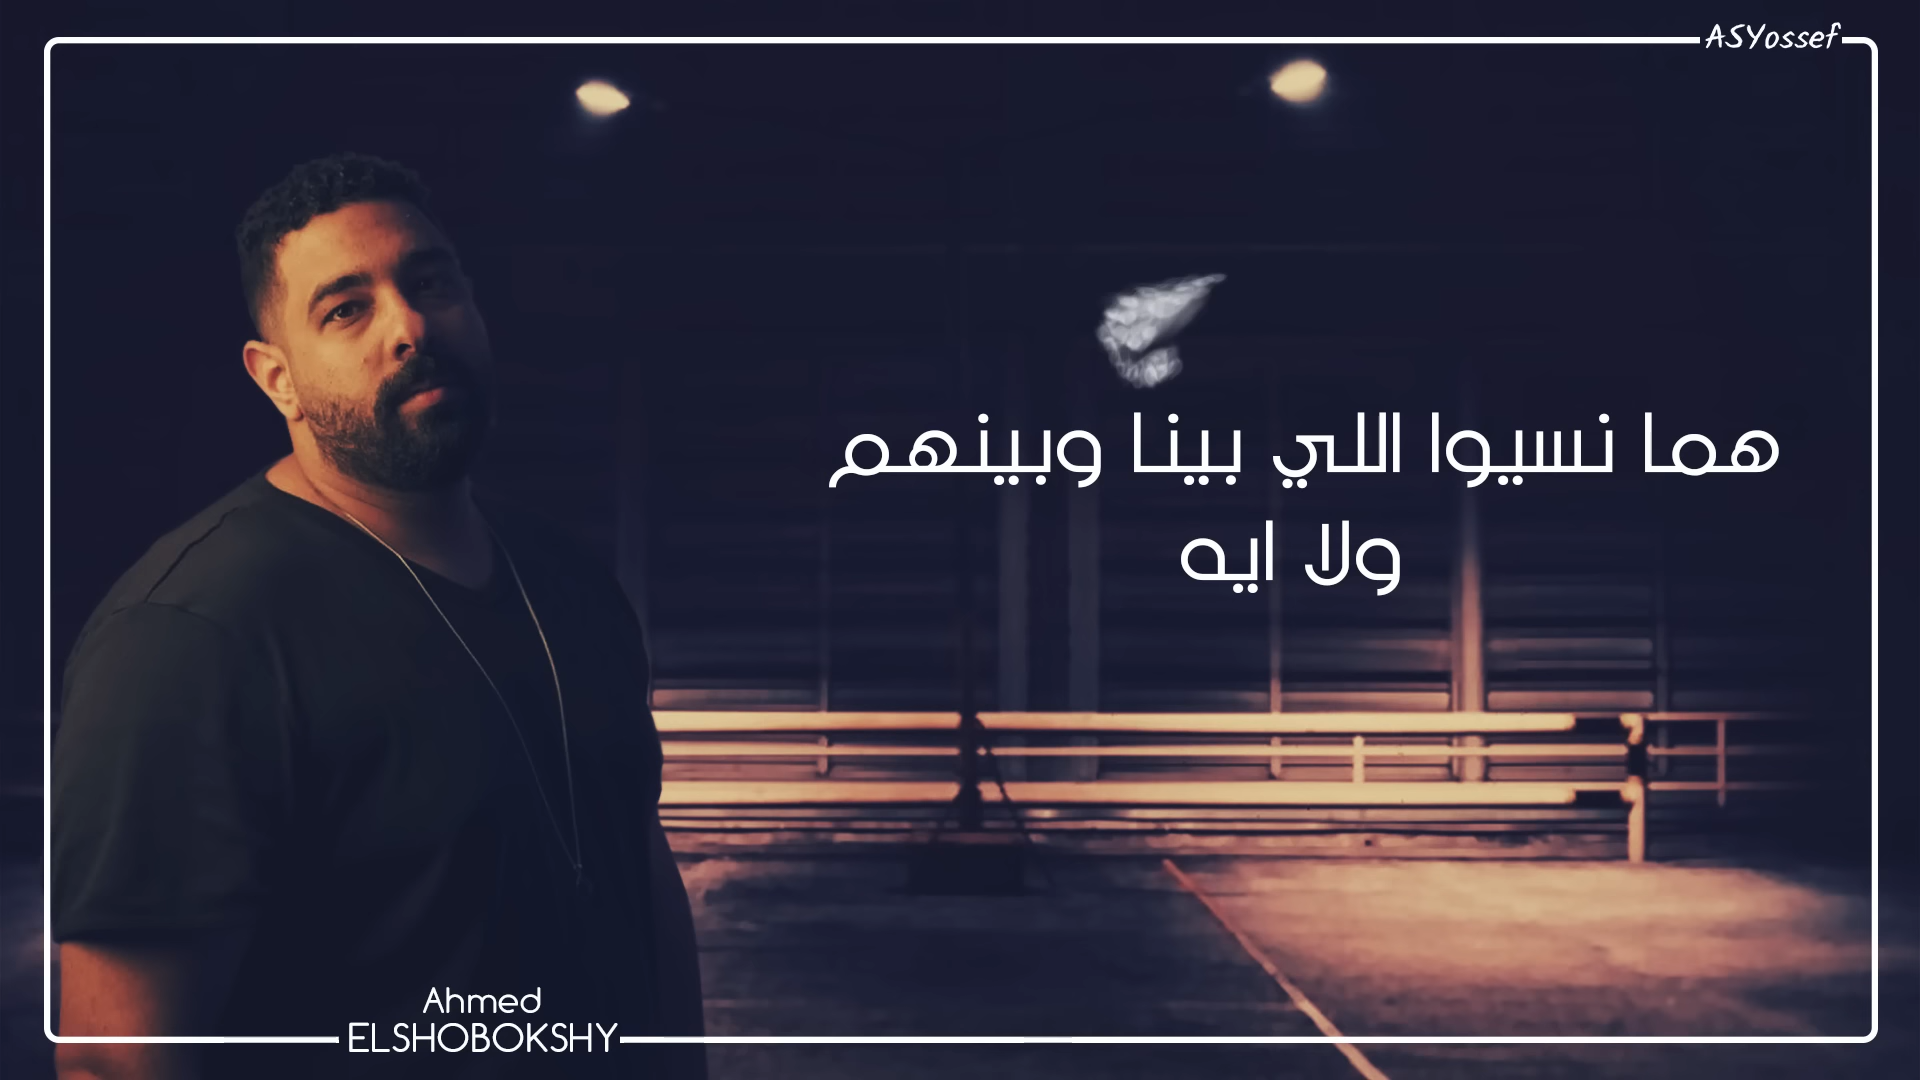 ASYossef
هما نسيوا اللي بينا وبينهم
ولا ايه
Ahmed
ELSHOBOKSHY